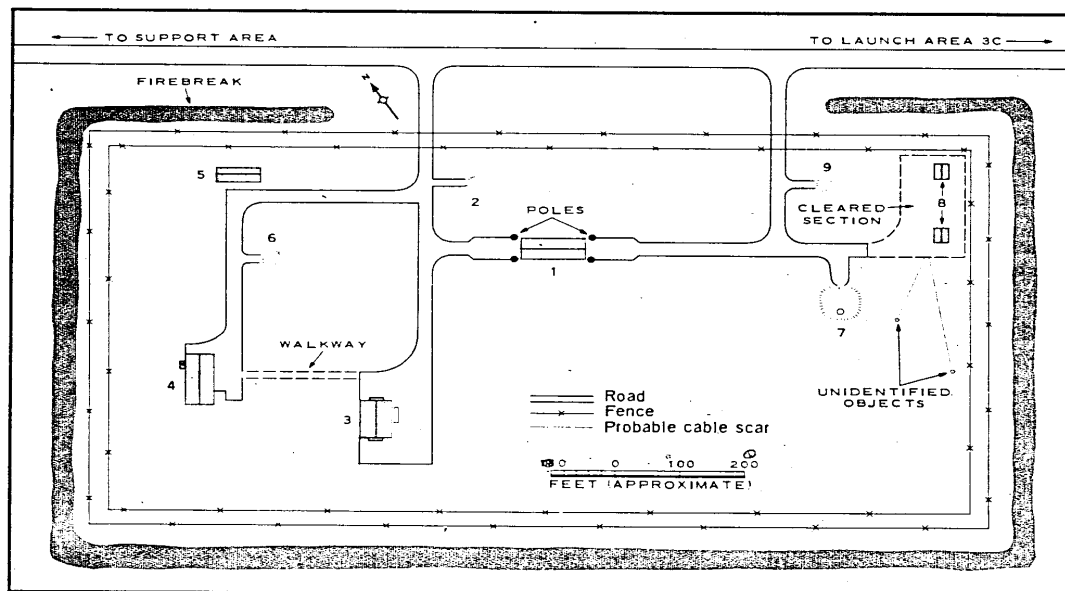 TO SUPPORT AREA
TO LAUNCH AREA 3C
FIREBREAK
N
5
9
2
CLEARED
SECTION
8
POLES
6
1
7
WALKWAY
4
3
UNIDENTIFIED
OBJECTS
Road
Fence
Probable cable scar
0 100 200
FEET (APPROXIMATE)